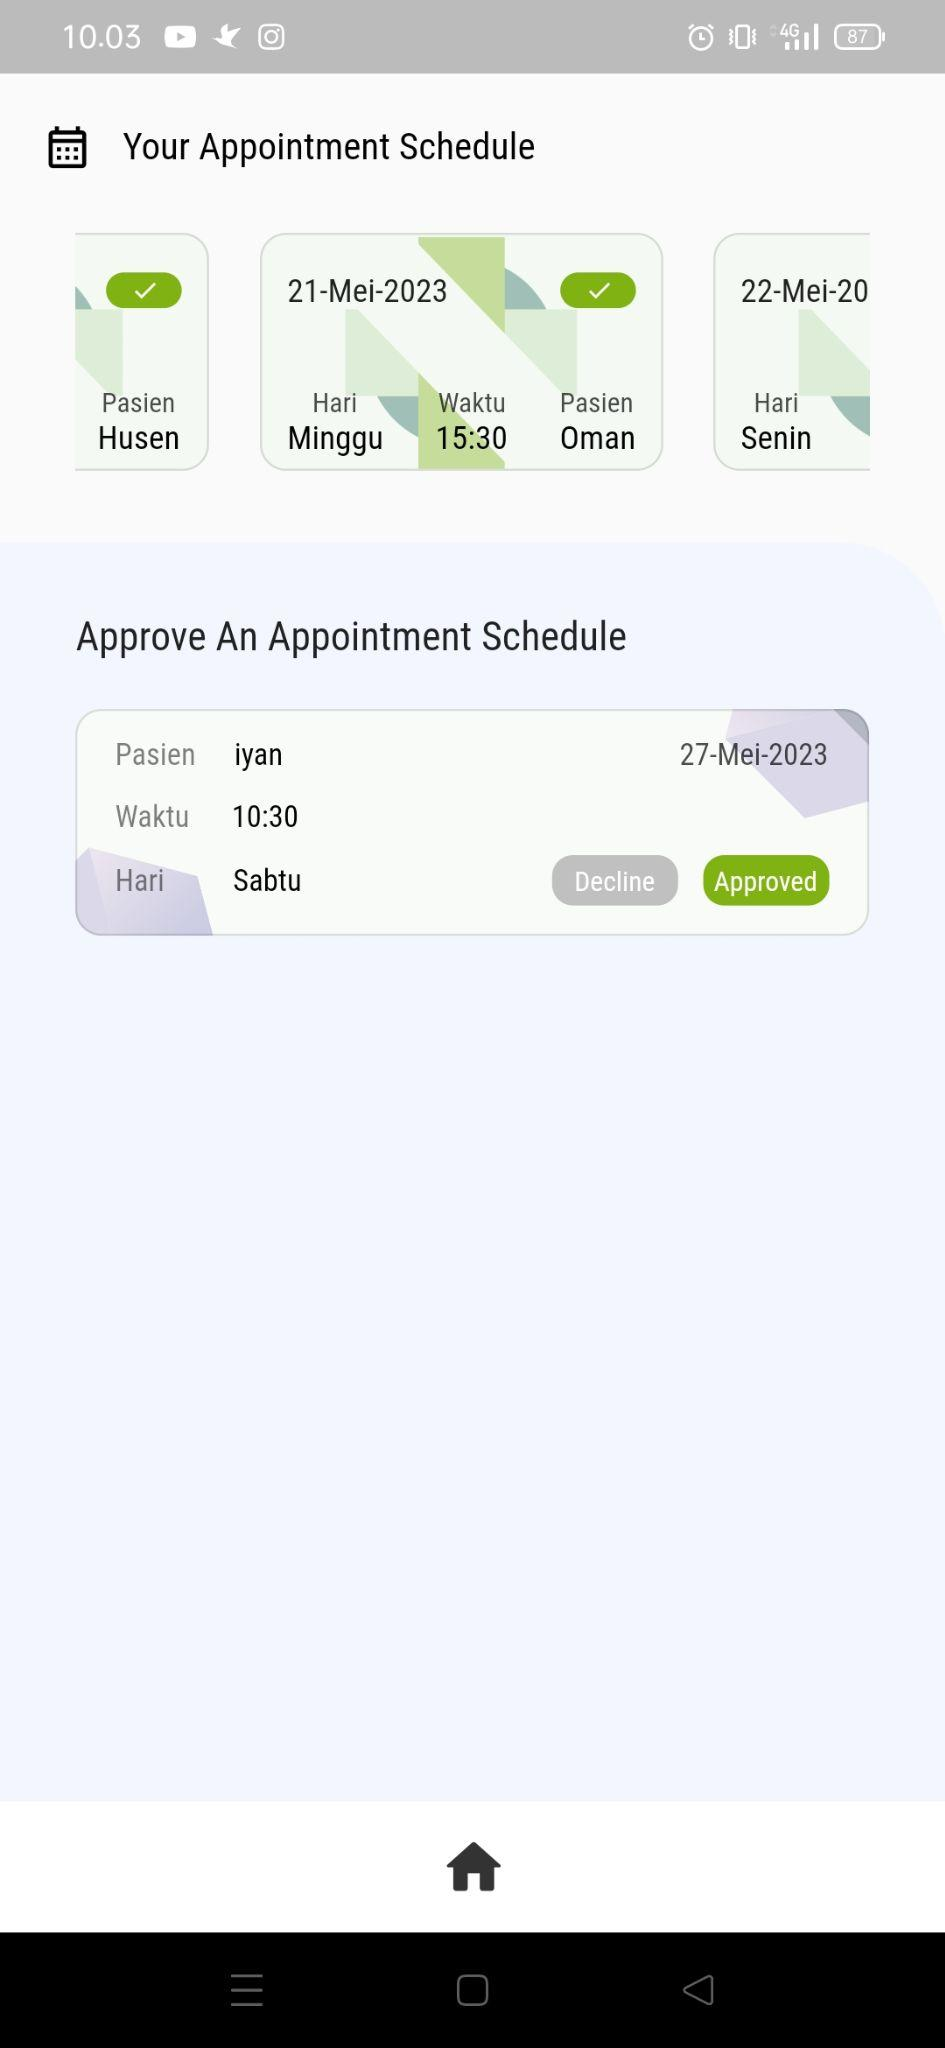 10.03 4G 87
Your Appointment Schedule
Pasien
Husen
21-Mei-2023
Hari Waktu Pasien
Minggu 15:30 Oman
22-Mei-20
Hari
Senin
Approve An Appointment Schedule
Pasien iyan 27-Mei-2023
Waktu 10:30
Hari Sabtu Decline Approved